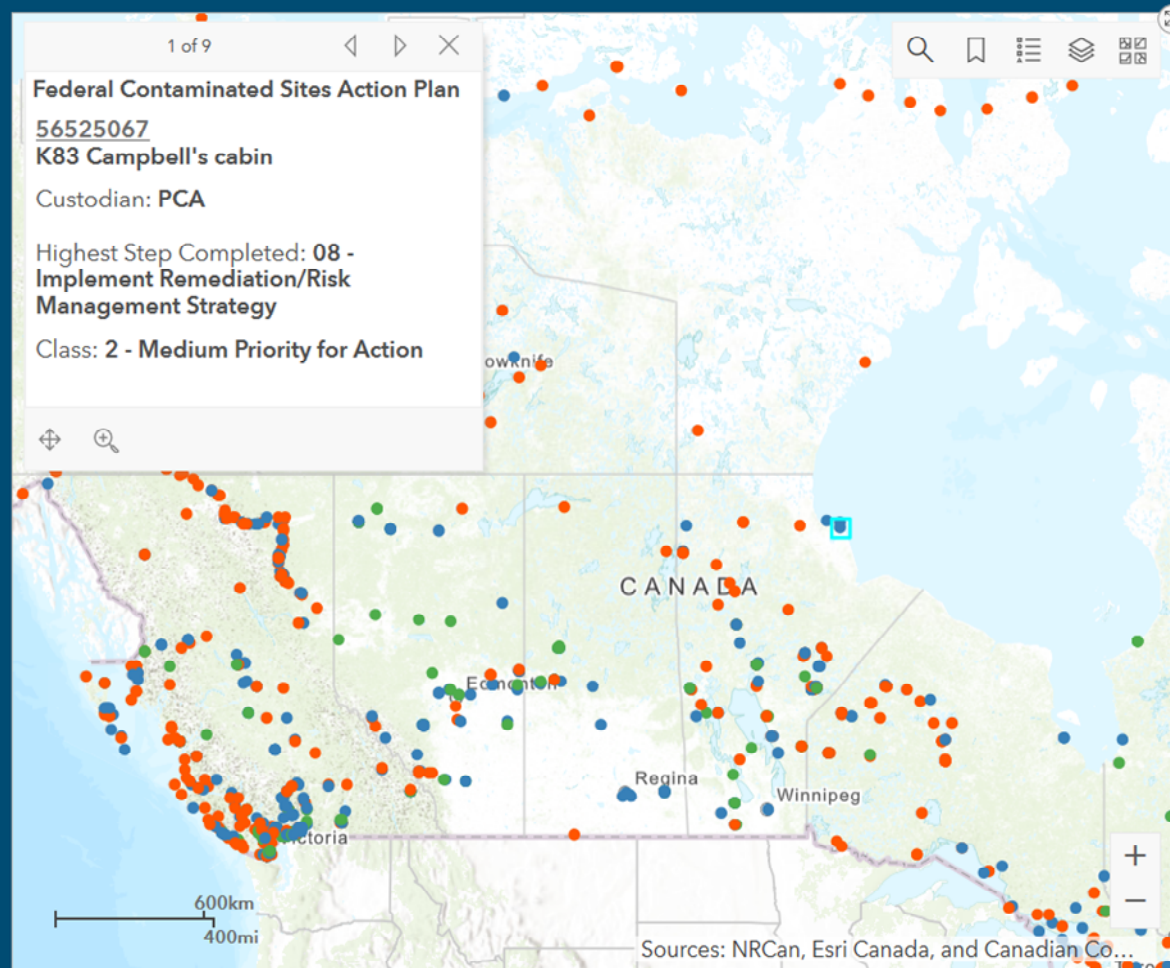 1 of 9
Federal Contaminated Sites Action Plan
56525067
K83 Campbell's cabin
Custodian: PCA
Highest Step Completed: 08 -
Implement Remediation/Risk
Management Strategy
Class: 2 - Medium Priority for Action
owknife
CANADA
Edmonton
Regina
Winnipeg
ictoria
600km
400mi
Sources: NRCan, Esri Canada, and Canadian Co...